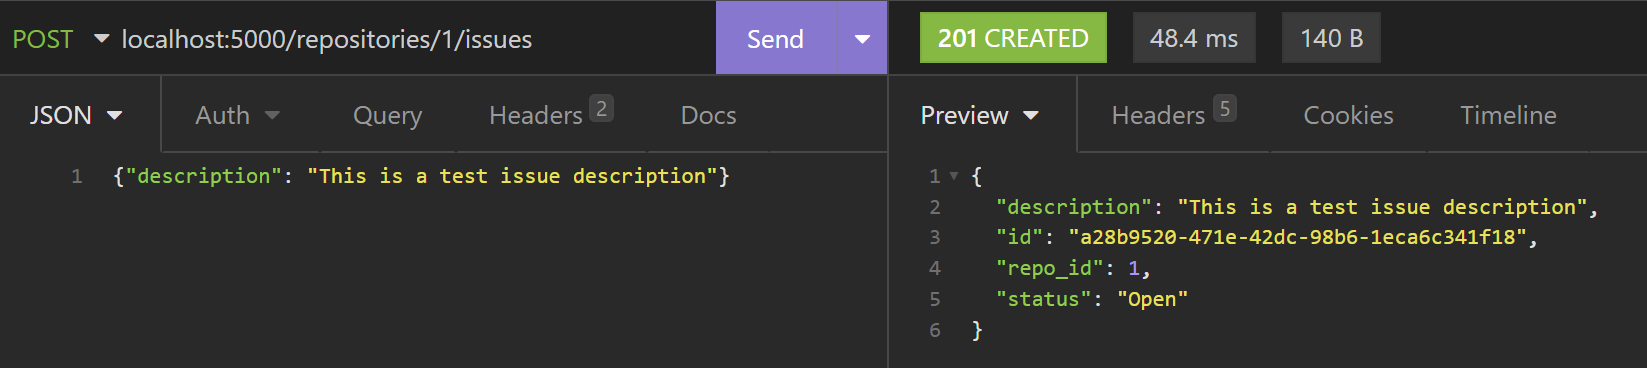 POST localhost:5000/repositories/1/issues Send 201 CREATED 48.4 ms 140 B
JSON Auth Query Headers 2 Docs
1 {"description": "This is a test issue description"}
Preview Headers 5 Cookies Timeline
1 {
2 "description": "This is a test issue description",
3 "id": "a28b9520-471e-42dc-98b6-1eca6c341f18",
4 "repo_id": 1,
5 "status": "Open"
6 }